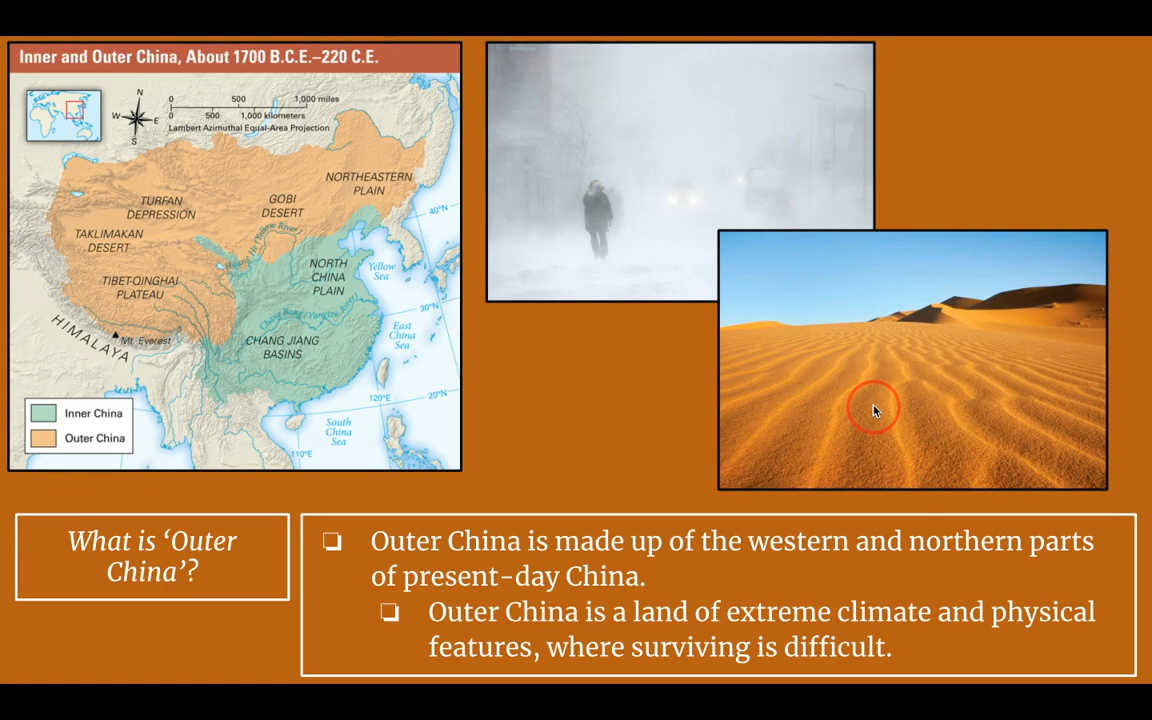 Inner and Outer China, About 1700 B.C.E.–220 C.E.
N
W
E
S
0 500 1,000 miles
0 500 1,000 kilometers
Lambert Azimuthal Equal-Area Projection
NORTHEASTERN
PLAIN
TURFAN
DEPRESSION
GOBI
DESERT
40°N
TAKLIMAKAN
DESERT
Huang He (Yellow River)
NORTH
CHINA
PLAIN
Yellow
Sea
TIBET-QINGHAI
PLATEAU
30°N
Chang Jiang (Yangtze River)
East
China
Sea
HIMALAYA
Mt. Everest
CHANG JIANG
BASINS
120°E
20°N
South
China
Sea
110°E
Inner China
Outer China
What is ‘Outer
China’?
❏ Outer China is made up of the western and northern parts
of present-day China.
❏ Outer China is a land of extreme climate and physical
features, where surviving is difficult.